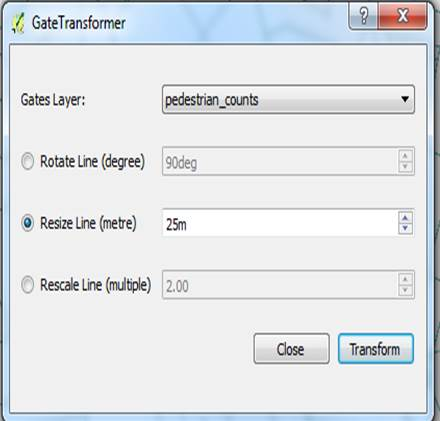 GateTransformer
Gates Layer: pedestrian_counts
Rotate Line (degree) 90deg
Resize Line (metre) 25m
Rescale Line (multiple) 2.00
Close Transform